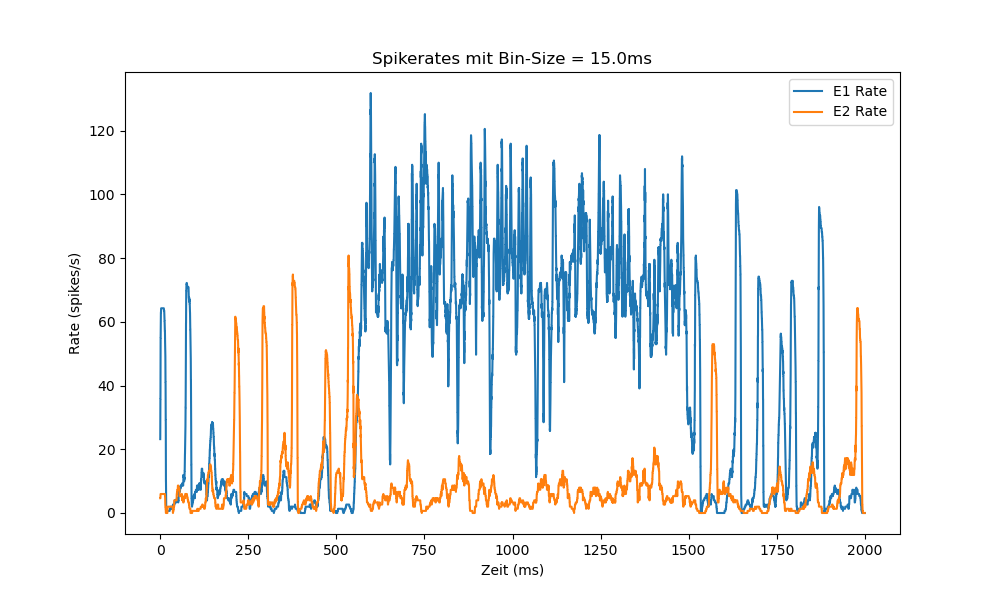 Spikerates mit Bin-Size = 15.0ms
E1 Rate
E2 Rate
Rate (spikes/s)
120
100
80
60
40
20
0
0 250 500 750 1000 1250 1500 1750 2000
Zeit (ms)